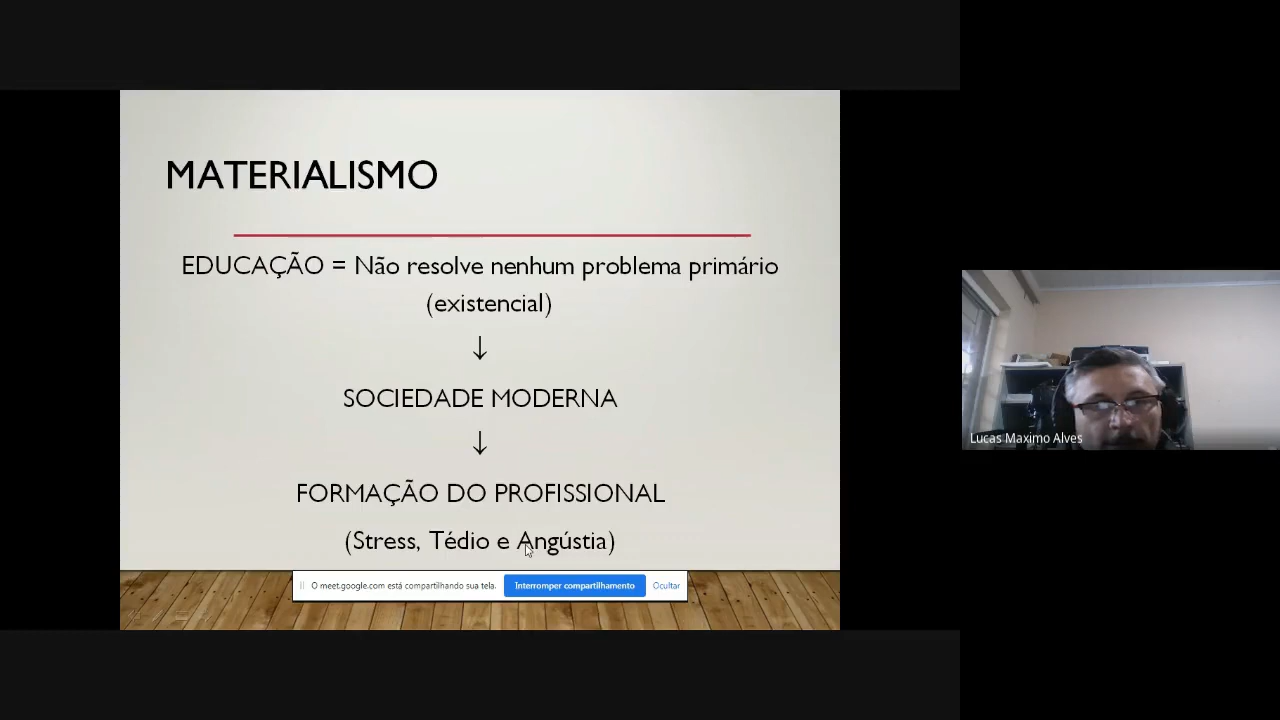 MATERIALISMO
EDUCAÇÃO = Não resolve nenhum problema primário
(existencial)
↓
SOCIEDADE MODERNA
↓
FORMAÇÃO DO PROFISSIONAL
(Stress, Tédio e Angústia)
O meet.google.com está compartilhando sua tela. Interromper compartilhamento Ocultar
Lucas Maximo Alves